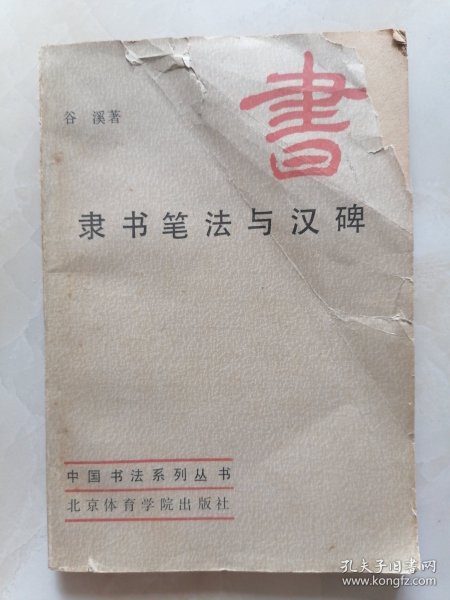 書
谷溪著
隶书笔法与汉碑
中国书法系列丛书
北京体育学院出版社
孔夫子旧书网
www.kongfz.com